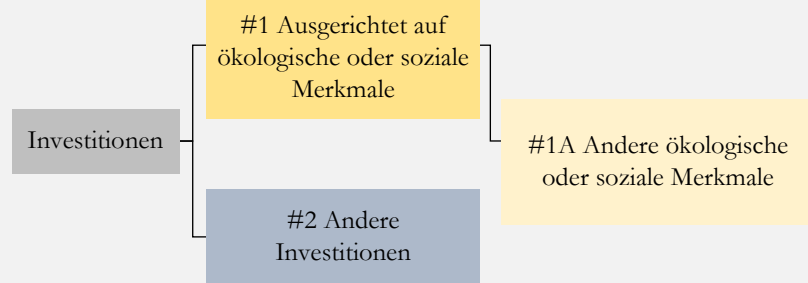 #1 Ausgerichtet auf
ökologische oder soziale
Merkmale
Investitionen
#1A Andere ökologische
oder soziale Merkmale
#2 Andere
Investitionen